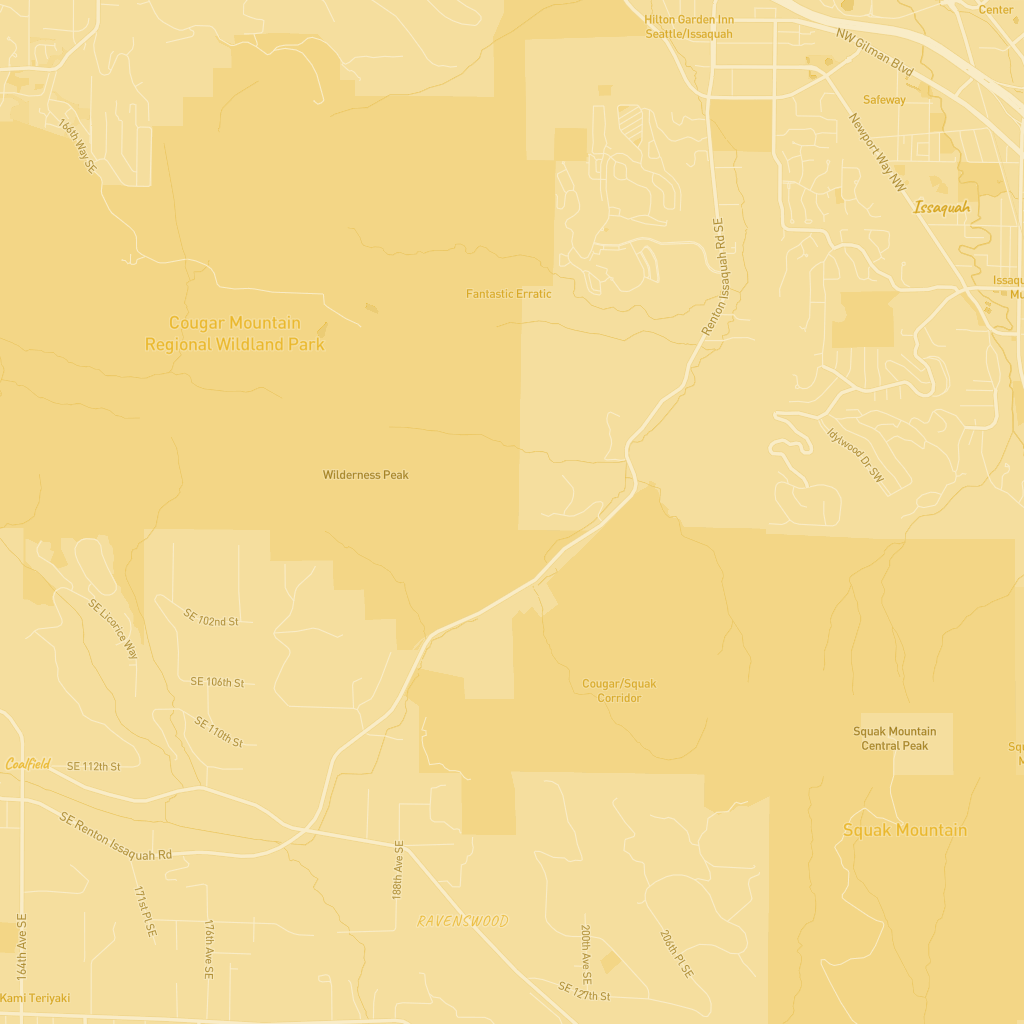 Center
Hilton Garden Inn
Seattle/Issaquah
NW Gilman Blvd
Safeway
166th Way SE
Newport Way NW
Issaquah
Renton Issaquah Rd SE
Fantastic Erratic
Issaqu
Mu
Cougar Mountain
Regional Wildland Park
Idylwood Dr SW
Wilderness Peak
SE Licorice Way
SE 102nd St
SE 106th St
Cougar/Squak
Corridor
SE 110th St
Squak Mountain
Central Peak
Squ
M
Coalfield
SE 112th St
SE Renton Issaquah Rd
Squak Mountain
188th Ave SE
171st Pl SE
RAVENSWOOD
164th Ave SE
176th Ave SE
200th Ave SE
206th Pl SE
SE 127th St
Kami Teriyaki